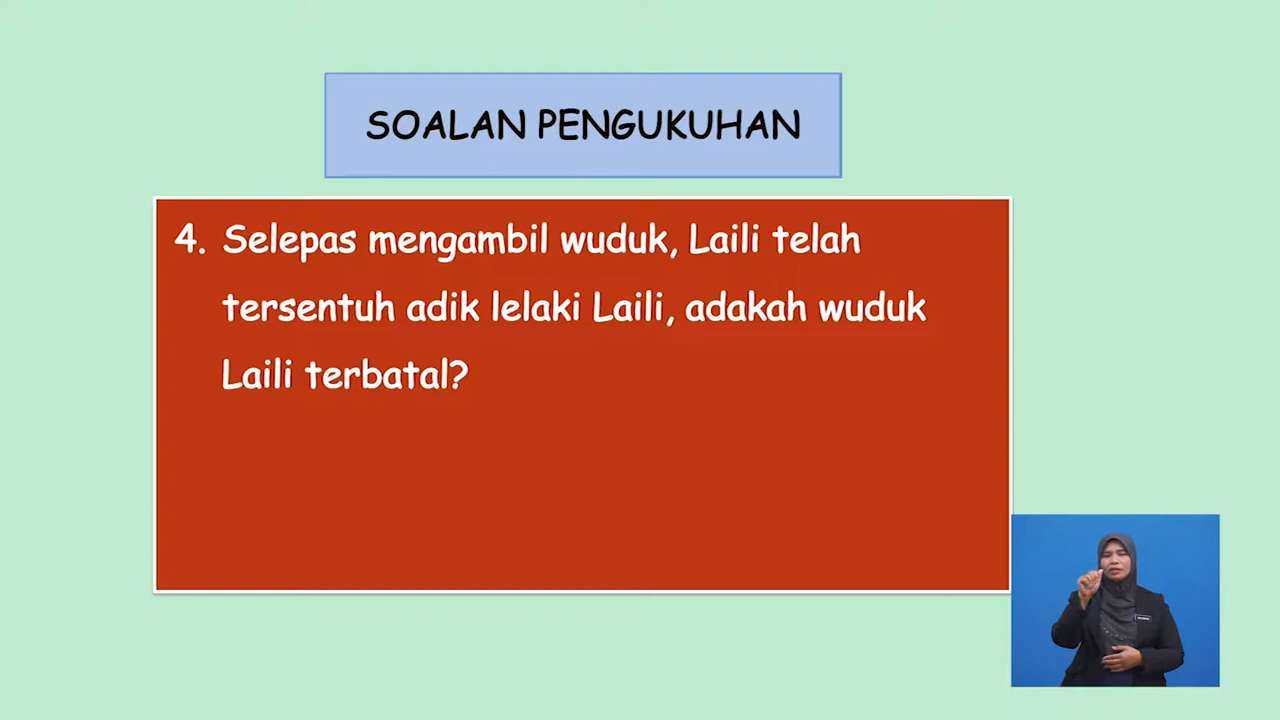 SOALAN PENGUKUHAN
4. Selepas mengambil wuduk, Laili telah
tersentuh adik lelaki Laili, adakah wuduk
Laili terbatal?